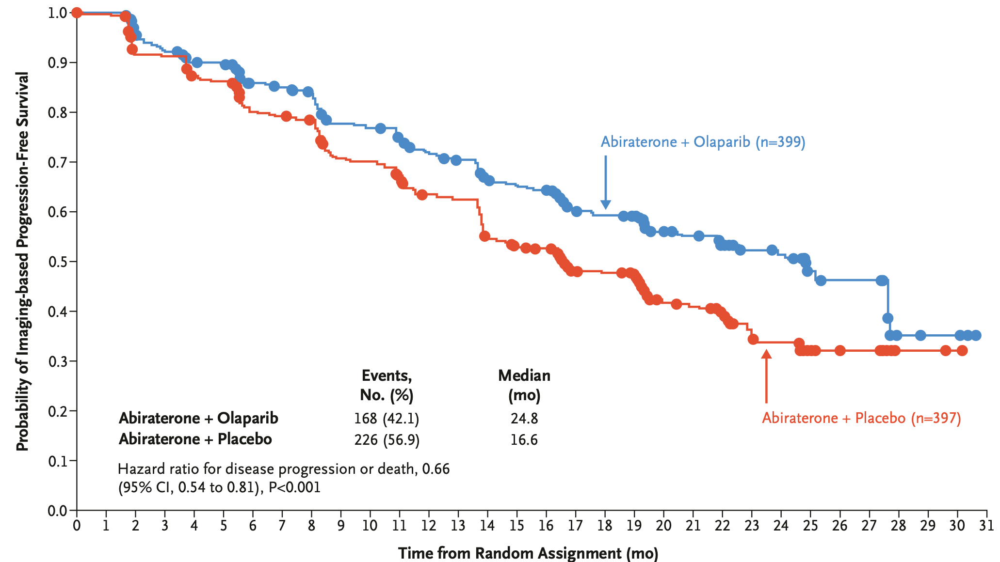 Probability of Imaging-based Progression-Free Survival
1.0
0.9
0.8
0.7
0.6
0.5
0.4
0.3
0.2
0.1
0.0
Abiraterone + Olaparib (n=399)
Abiraterone + Placebo (n=397)
Events, Median
No. (%) (mo)
Abiraterone + Olaparib 168 (42.1) 24.8
Abiraterone + Placebo 226 (56.9) 16.6
Hazard ratio for disease progression or death, 0.66
(95% CI, 0.54 to 0.81), P<0.001
0 1 2 3 4 5 6 7 8 9 10 11 12 13 14 15 16 17 18 19 20 21 22 23 24 25 26 27 28 29 30 31
Time from Random Assignment (mo)